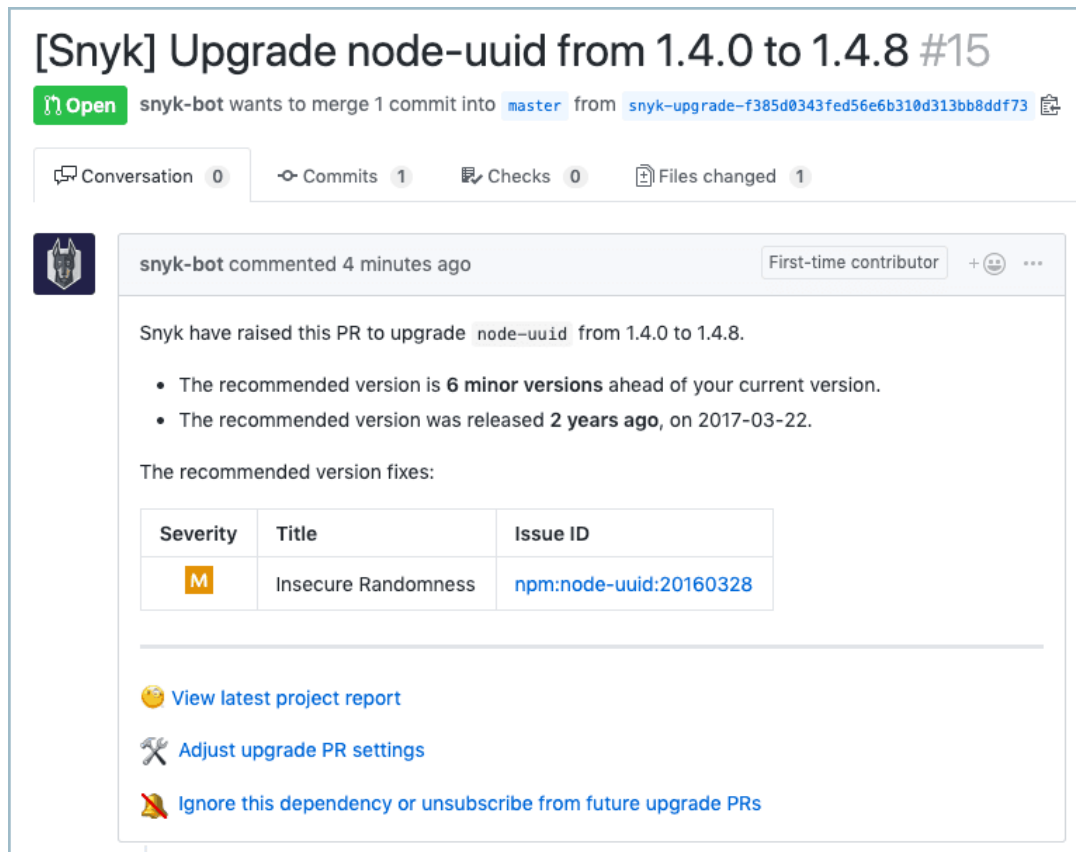 [Snyk] Upgrade node-uuid from 1.4.0 to 1.4.8 #15
Open snyk-bot wants to merge 1 commit into master from snyk-upgrade-f385d0343fed56e6b310d313bb8ddf73
Conversation 0 Commits 1 Checks 0 Files changed 1
snyk-bot commented 4 minutes ago First-time contributor + ...
Snyk have raised this PR to upgrade node-uuid from 1.4.0 to 1.4.8.
• The recommended version is 6 minor versions ahead of your current version.
• The recommended version was released 2 years ago, on 2017-03-22.
The recommended version fixes:
Severity Title Issue ID
M Insecure Randomness npm:node-uuid:20160328
View latest project report
Adjust upgrade PR settings
Ignore this dependency or unsubscribe from future upgrade PRs